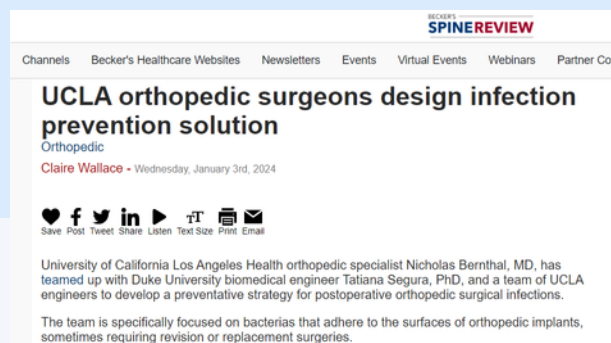 BECKER'S
SPINEREVIEW
Channels Becker's Healthcare Websites Newsletters Events Virtual Events Webinars Partner Co
UCLA orthopedic surgeons design infection
prevention solution
Orthopedic
Claire Wallace - Wednesday, January 3rd, 2024
Save Post Tweet Share Listen Text Size Print Email
University of California Los Angeles Health orthopedic specialist Nicholas Bernthal, MD, has
teamed up with Duke University biomedical engineer Tatiana Segura, PhD, and a team of UCLA
engineers to develop a preventative strategy for postoperative orthopedic surgical infections.
The team is specifically focused on bacterias that adhere to the surfaces of orthopedic implants,
sometimes requiring revision or replacement surgeries.